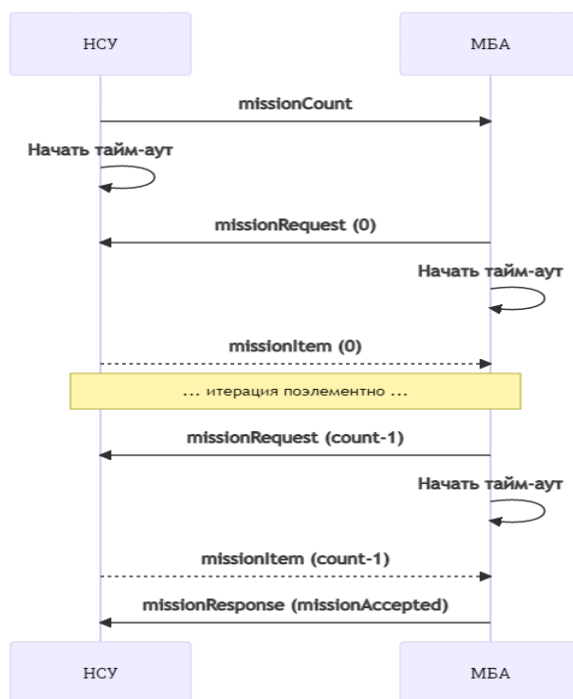 НСУ
МБА
missionCount
Начать тайм-аут
missionRequest (0)
Начать тайм-аут
missionItem (0)
... итерация поэлементно ...
missionRequest (count-1)
Начать тайм-аут
missionItem (count-1)
missionResponse (missionAccepted)
НСУ
МБА